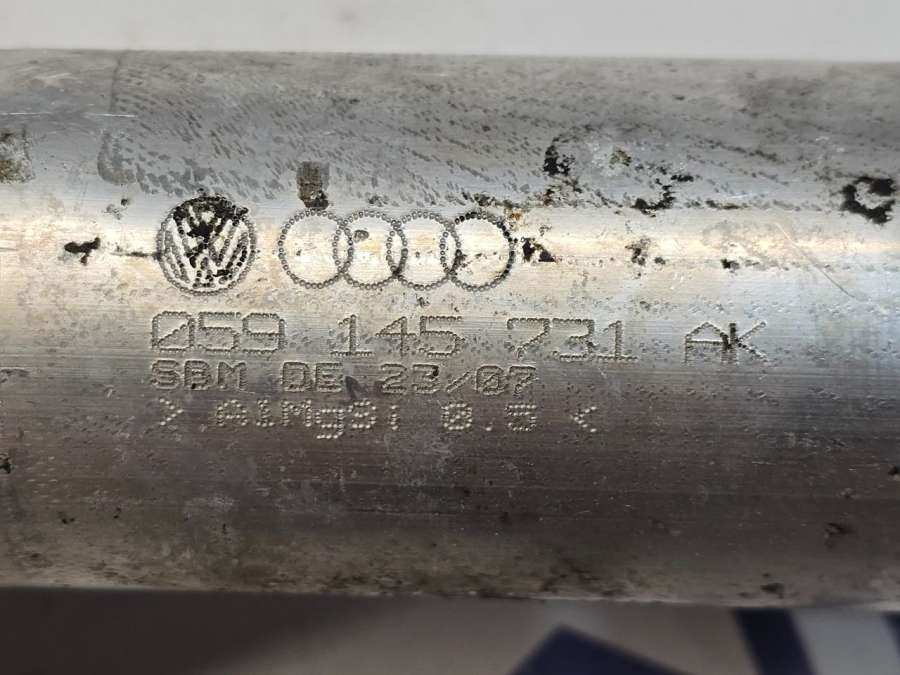 059 145 731 AK
SBM DE 23/07
> AlMgSi 0.5 <